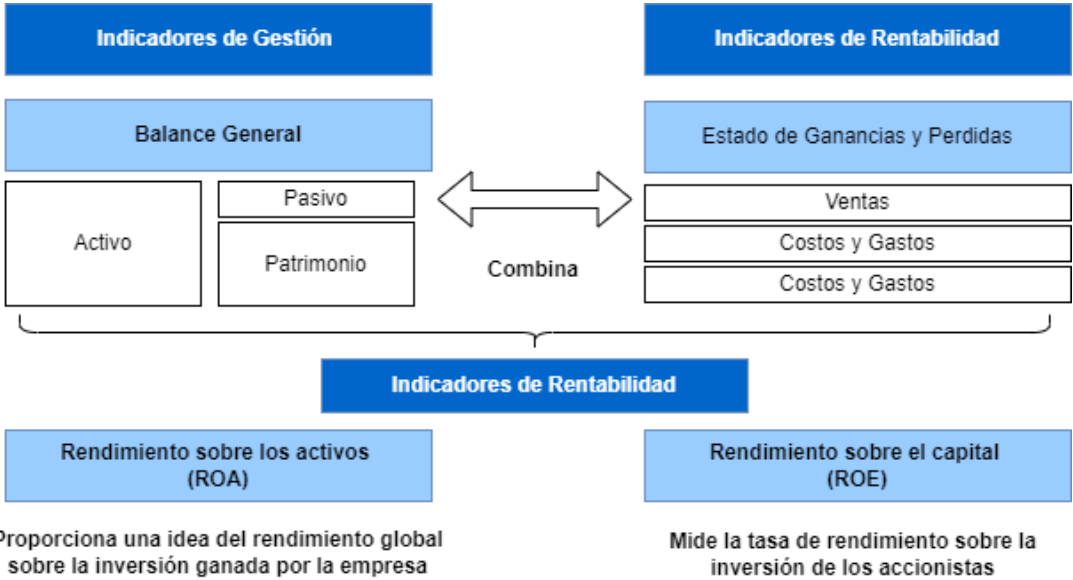 Indicadores de Gestión
Indicadores de Rentabilidad
Balance General
Estado de Ganancias y Perdidas
Activo
Pasivo
Patrimonio
Combina
Ventas
Costos y Gastos
Costos y Gastos
Indicadores de Rentabilidad
Rendimiento sobre los activos
(ROA)
Rendimiento sobre el capital
(ROE)
Proporciona una idea del rendimiento global
sobre la inversión ganada por la empresa
Mide la tasa de rendimiento sobre la
inversión de los accionistas